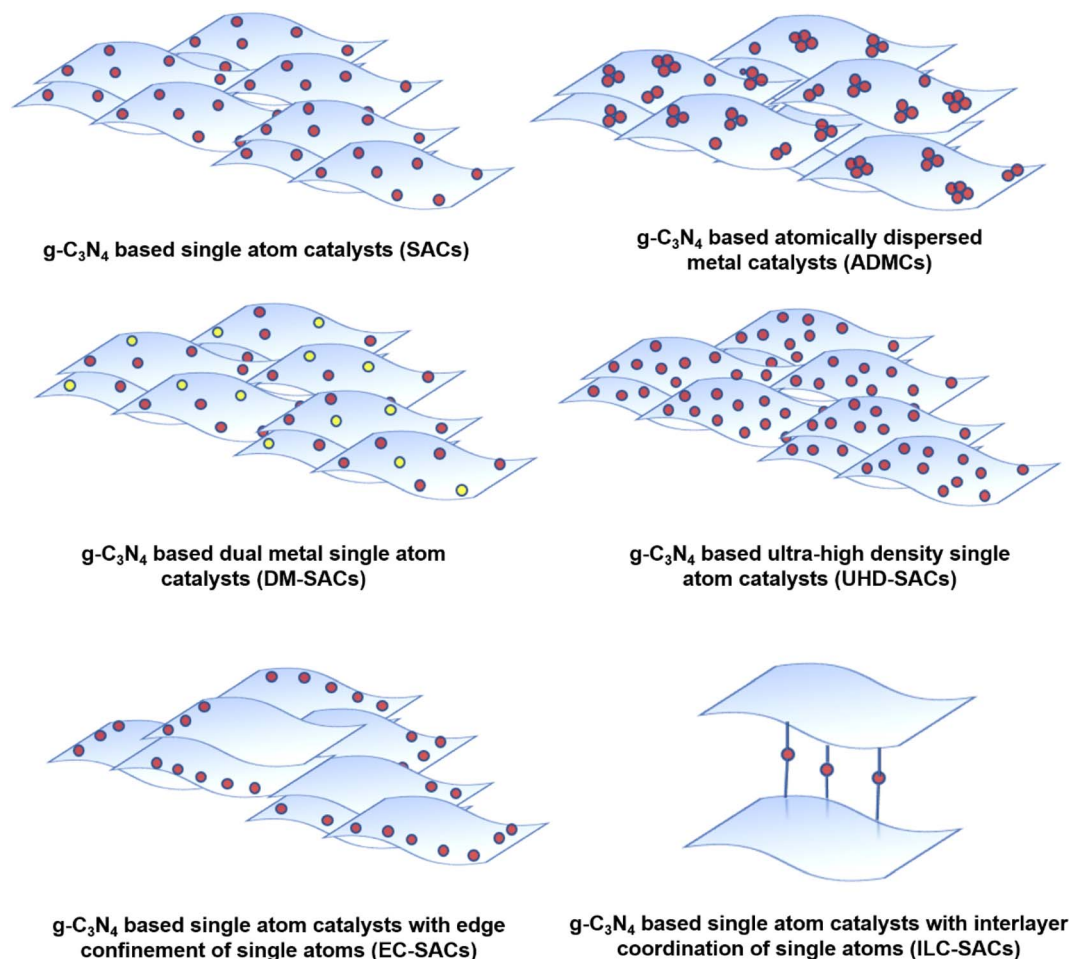 g-C₃N₄ based single atom catalysts (SACs)
g-C₃N₄ based atomically dispersed
metal catalysts (ADMCs)
g-C₃N₄ based dual metal single atom
catalysts (DM-SACs)
g-C₃N₄ based ultra-high density single
atom catalysts (UHD-SACs)
g-C₃N₄ based single atom catalysts with edge
confinement of single atoms (EC-SACs)
g-C₃N₄ based single atom catalysts with interlayer
coordination of single atoms (ILC-SACs)